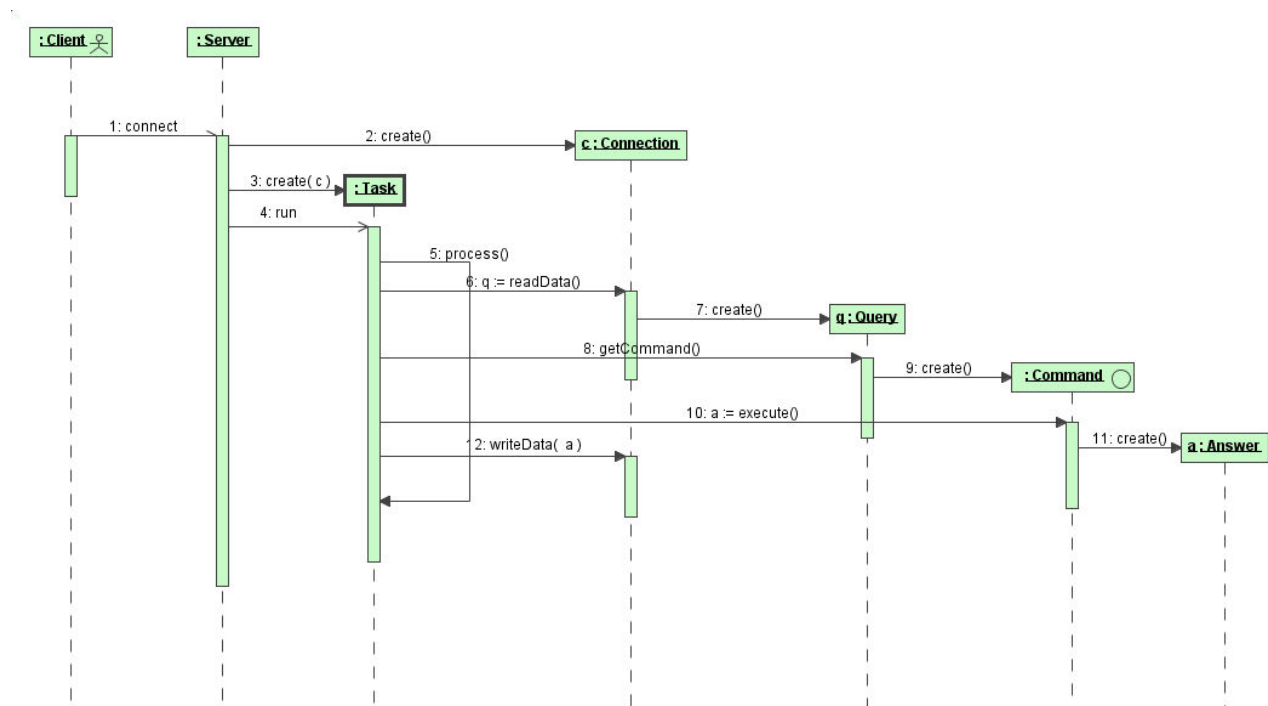 : Client
: Server
1: connect
2: create()
c : Connection
3: create( c )
: Task
4: run
5: process()
6: q := readData()
7: create()
q : Query
8: getCommand()
9: create()
: Command
10: a := execute()
11: create()
a : Answer
12: writeData( a )